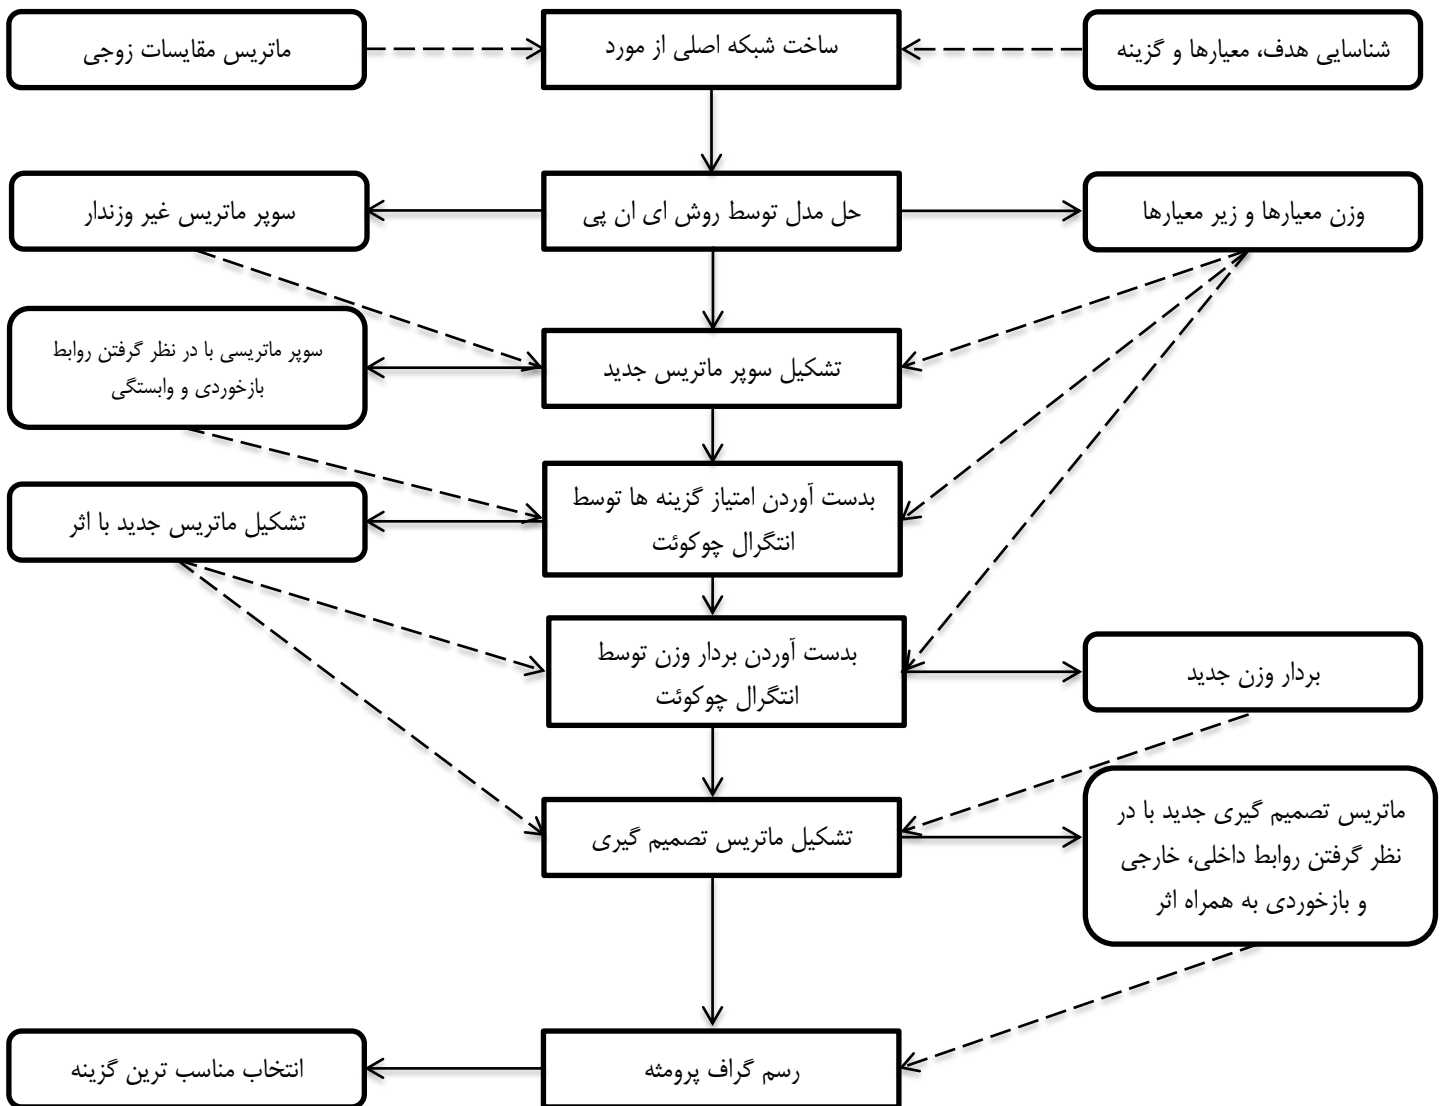 شناسایی هدف، معیارها و گزینه
ساخت شبکه اصلی از مورد
ماتریس مقایسات زوجی
وزن معیارها و زیر معیارها
حل مدل توسط روش ای ان پی
سوپر ماتریس غیر وزندار
تشکیل سوپر ماتریس جدید
سوپر ماتریسی با در نظر گرفتن روابط
بازخوردی و وابستگی
بدست آوردن امتیاز گزینه ها توسط
انتگرال چوکوئت
تشکیل ماتریس جدید با اثر
بدست آوردن بردار وزن توسط
انتگرال چوکوئت
بردار وزن جدید
تشکیل ماتریس تصمیم گیری
ماتریس تصمیم گیری جدید با در
نظر گرفتن روابط داخلی، خارجی
و بازخوردی به همراه اثر
رسم گراف پرومثه
انتخاب مناسب ترین گزینه